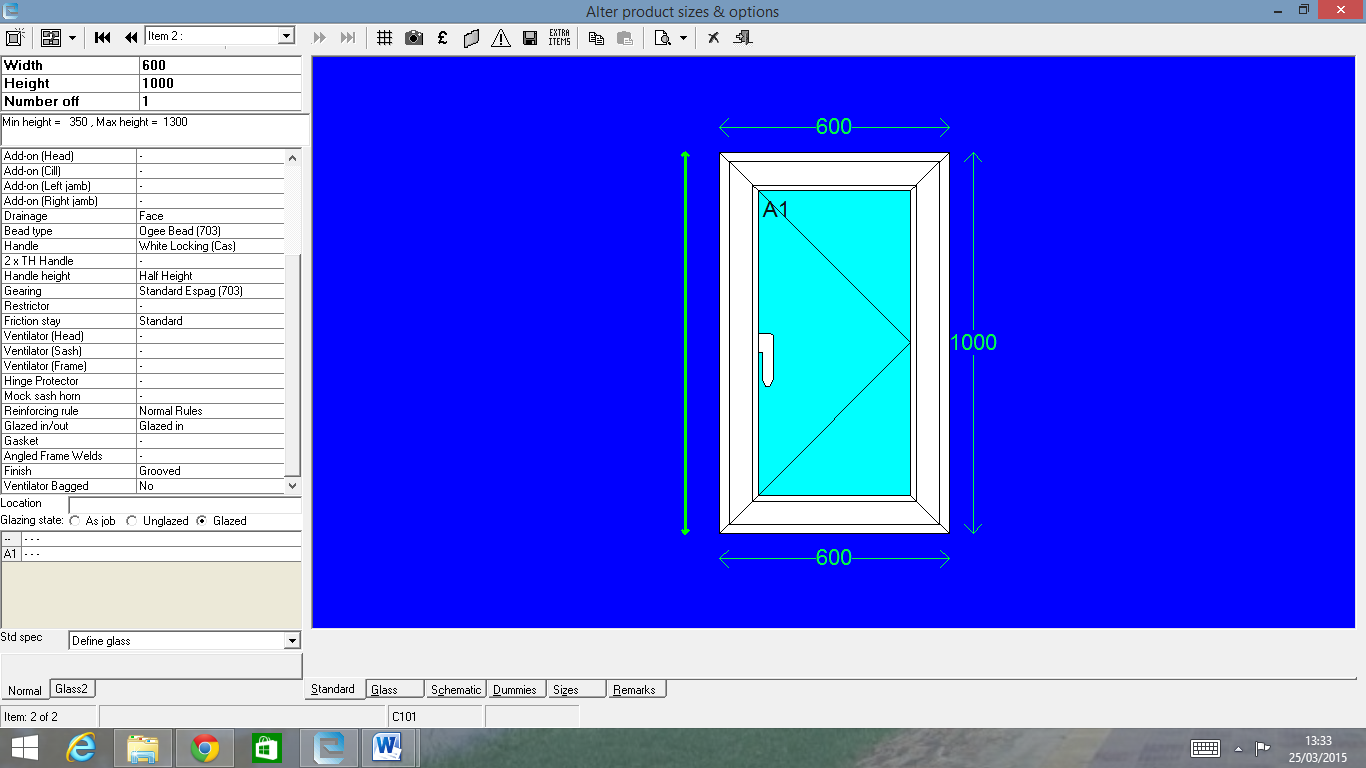 Alter product sizes & options
Item 2 :
£
EXTRA
ITEMS
Width 600
Height 1000
Number off 1
Min height = 350 , Max height = 1300
Add-on (Head) -
Add-on (Cill) -
Add-on (Left jamb) -
Add-on (Right jamb) -
Drainage Face
Bead type Ogee Bead (703)
Handle White Locking (Cas)
2 x TH Handle -
Handle height Half Height
Gearing Standard Espag (703)
Restrictor -
Friction stay Standard
Ventilator (Head) -
Ventilator (Sash) -
Ventilator (Frame) -
Hinge Protector -
Mock sash horn -
Reinforcing rule Normal Rules
Glazed in/out Glazed in
Gasket -
Angled Frame Welds -
Finish Grooved
Ventilator Bagged No
Location
Glazing state: As job Unglazed Glazed
-- - - -
A1 - - -
Std spec Define glass
Normal Glass2
600
A1
1000
600
Standard Glass Schematic Dummies Sizes Remarks
Item: 2 of 2 C101
13:33
25/03/2015